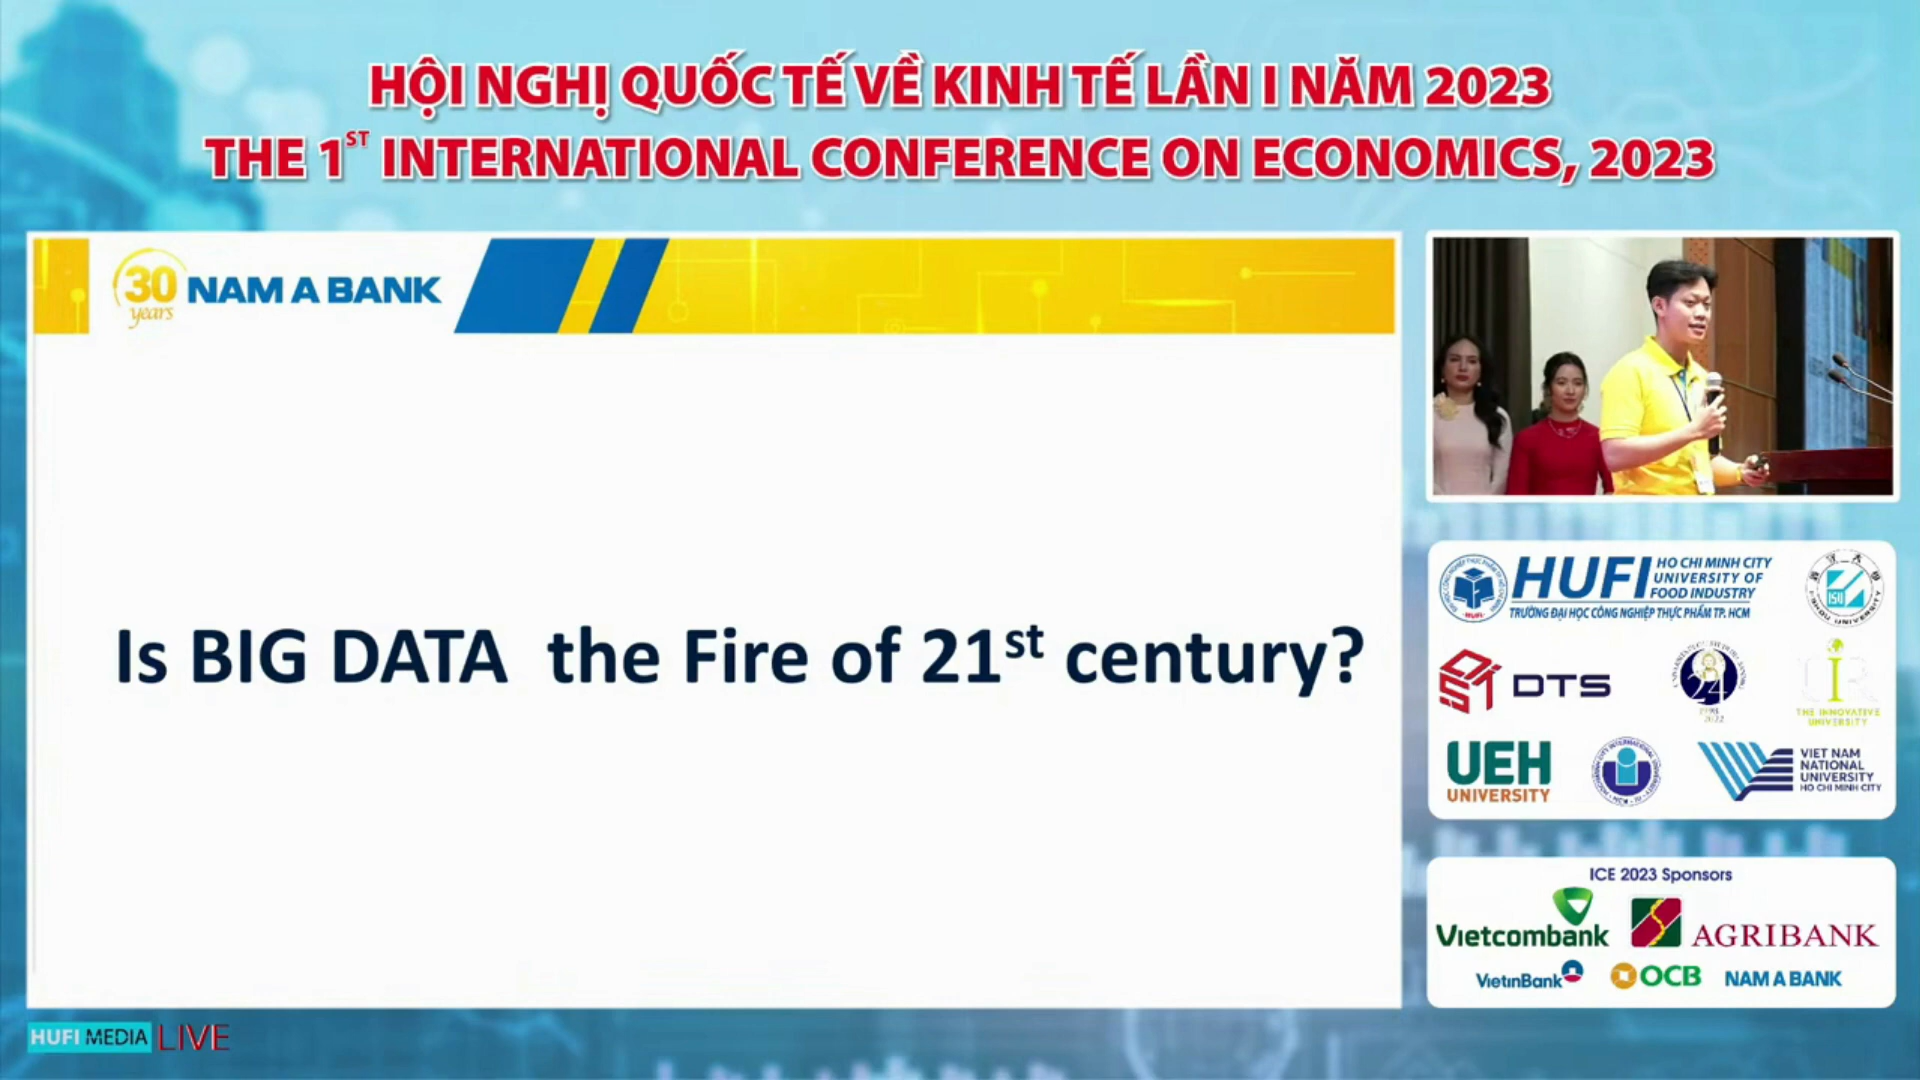 HỘI NGHỊ QUỐC TẾ VỀ KINH TẾ LẦN I NĂM 2023
THE 1ST INTERNATIONAL CONFERENCE ON ECONOMICS, 2023
30 years NAM A BANK
Is BIG DATA the Fire of 21st century?
HUFI
HO CHI MINH CITY
UNIVERSITY OF
FOOD INDUSTRY
TRƯỜNG ĐẠI HỌC CÔNG NGHIỆP THỰC PHẨM TP. HCM
DTS
24
THE INNOVATIVE
UNIVERSITY
UEH
UNIVERSITY
VIET NAM
NATIONAL
UNIVERSITY
HO CHI MINH CITY
ICE 2023 Sponsors
Vietcombank
AGRIBANK
VietinBank
OCB
NAM A BANK
HUFI MEDIA LIVE